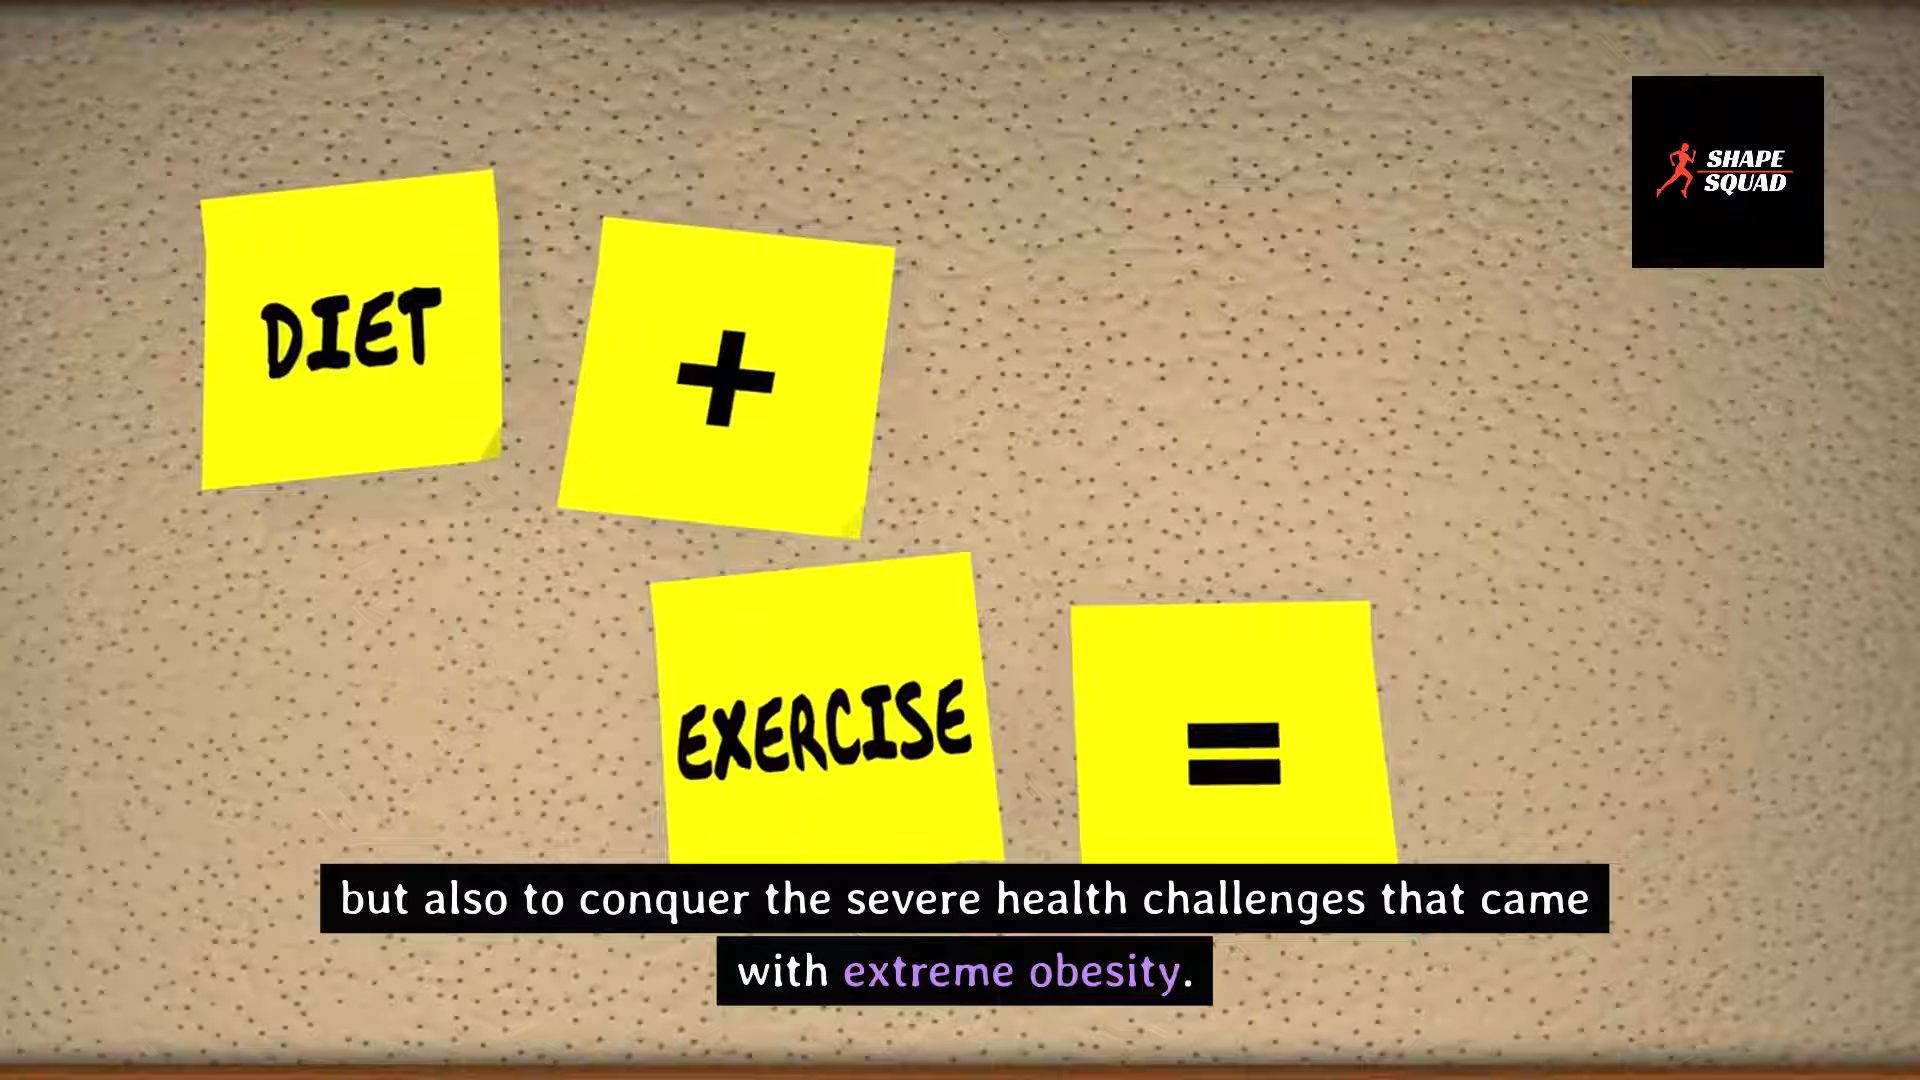 SHAPE
SQUAD
DIET
+
EXERCISE
=
but also to conquer the severe health challenges that came
with extreme obesity.